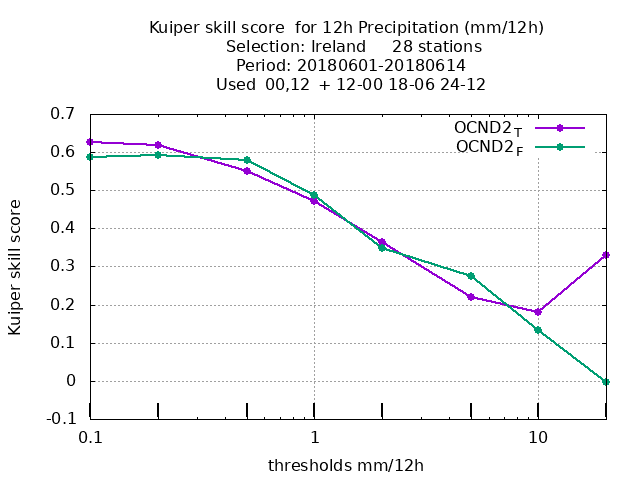 Kuiper skill score  for 12h Precipitation (mm/12h)
Selection: Ireland     28 stations
Period: 20180601-20180614
Used  00,12  + 12-00 18-06 24-12
OCND2T
OCND2F
Kuiper skill score
0.7
0.6
0.5
0.4
0.3
0.2
0.1
0
-0.1
0.1
1
10
thresholds mm/12h